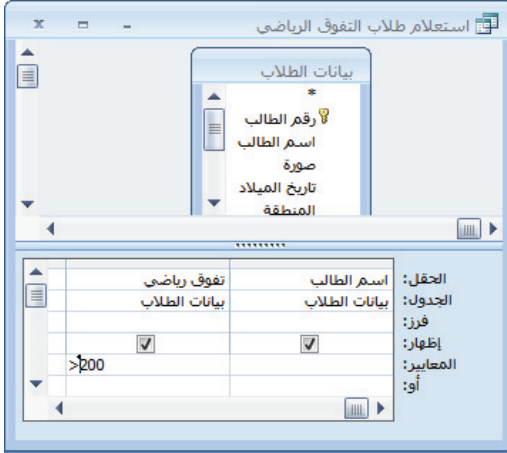 استعلام طلاب التفوق الرياضي
بيانات الطلاب
*
رقم الطالب
اسم الطالب
صورة
تاريخ الميلاد
المنطقة
الحقل: اسم الطالب تفوق رياضي
الجدول: بيانات الطلاب بيانات الطلاب
فرز:
إظهار:
المعايير: >200
أو: